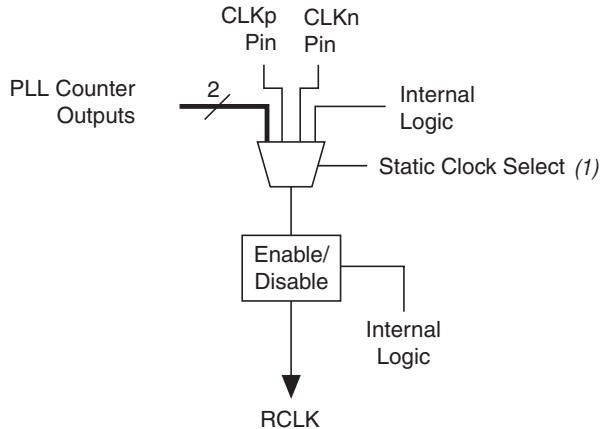 CLKp
Pin
CLKn
Pin
PLL Counter
Outputs
2
Internal
Logic
Static Clock Select (1)
Enable/
Disable
Internal
Logic
RCLK